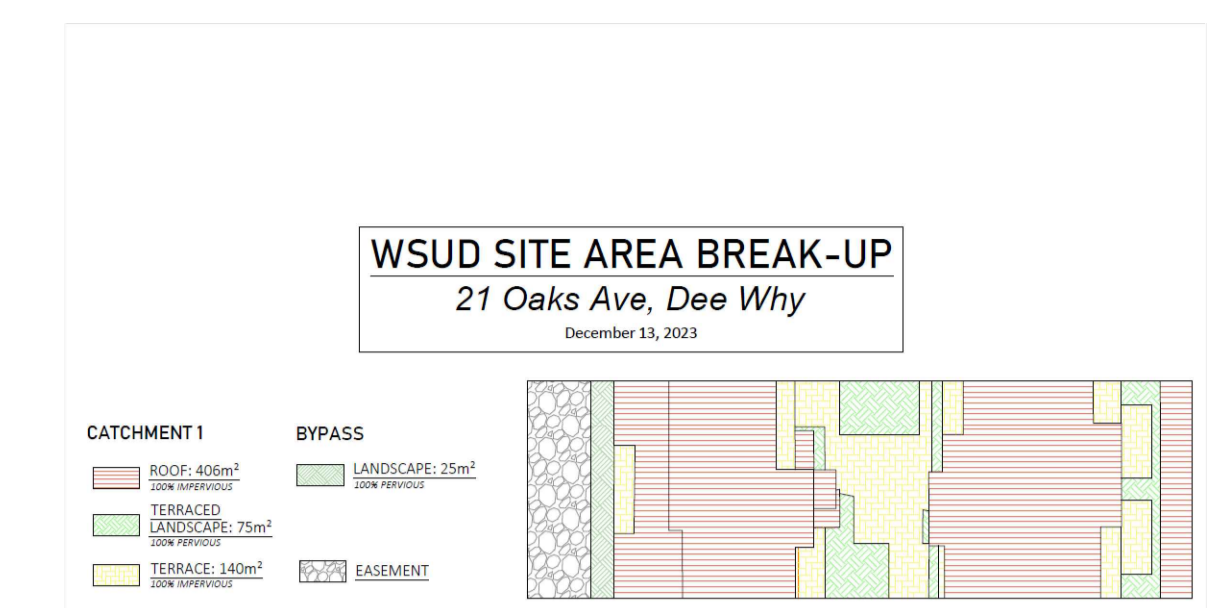 WSUD SITE AREA BREAK-UP
21 Oaks Ave, Dee Why
December 13, 2023
CATCHMENT 1
ROOF: 406m²
100% IMPERVIOUS
TERRACED
LANDSCAPE: 75m²
100% PERVIOUS
TERRACE: 140m²
100% IMPERVIOUS
BYPASS
LANDSCAPE: 25m²
100% PERVIOUS
EASEMENT